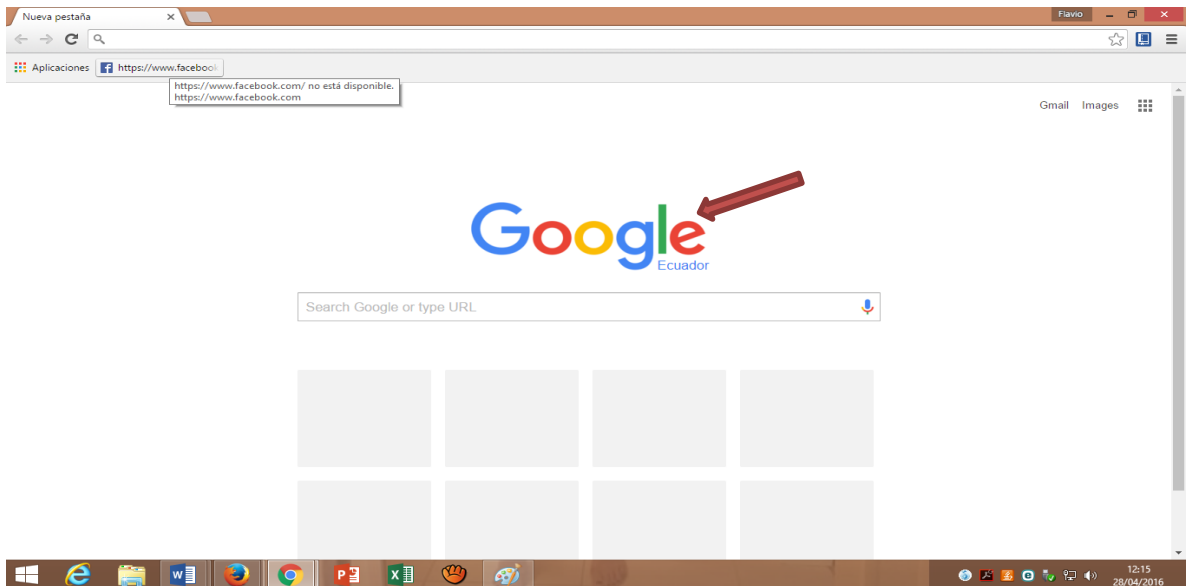 Nueva pestaña
Flavio
Aplicaciones https://www.facebook
https://www.facebook.com/ no está disponible.
https://www.facebook.com
Gmail Images
Google
Ecuador
Search Google or type URL
12:15
28/04/2016